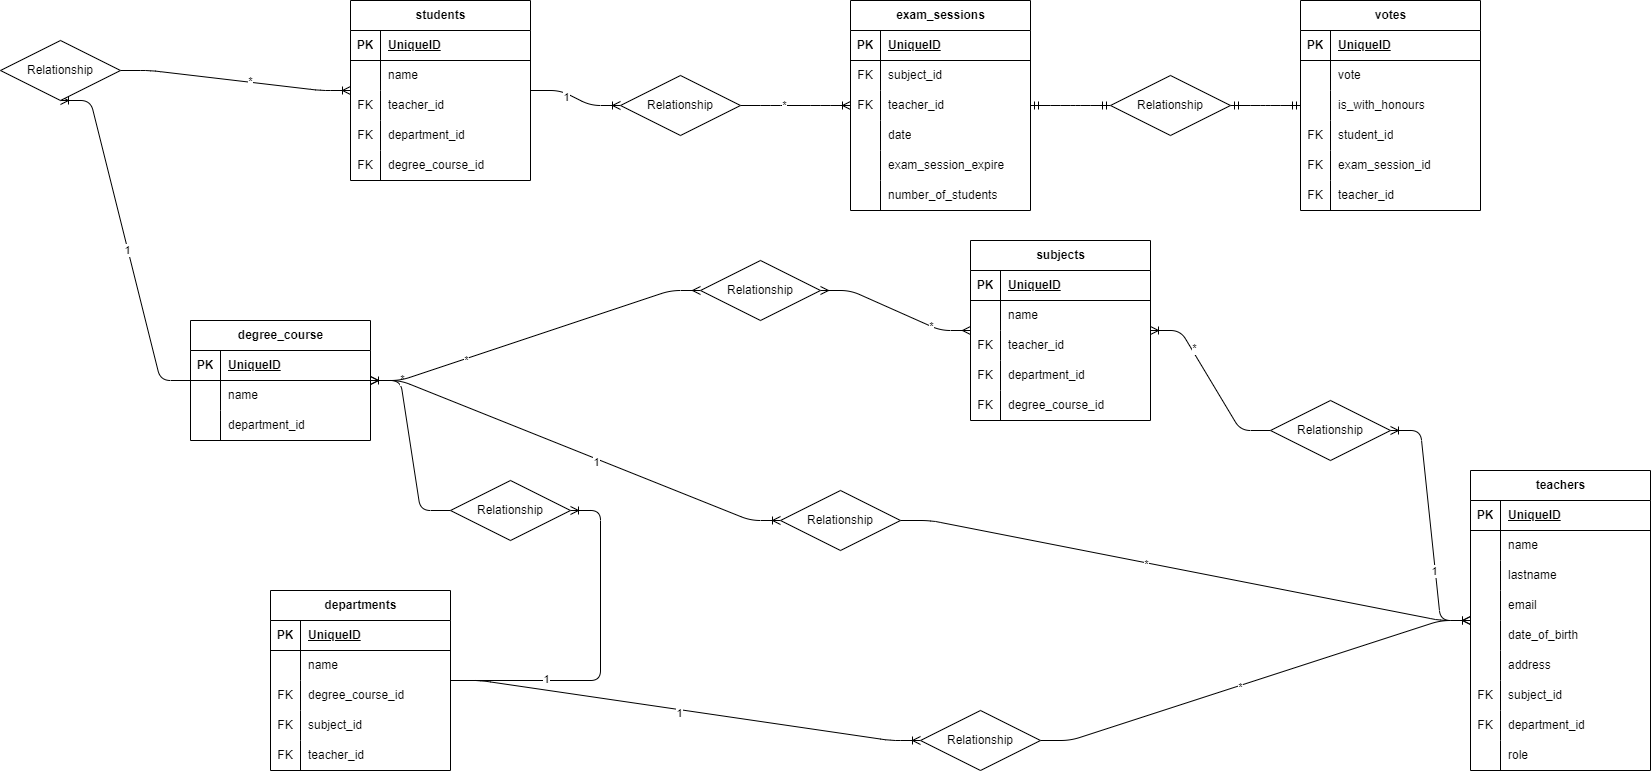 students
PK UniqueID
name
FK teacher_id
FK department_id
FK degree_course_id
exam_sessions
PK UniqueID
FK subject_id
FK teacher_id
date
exam_session_expire
number_of_students
votes
PK UniqueID
vote
is_with_honours
FK student_id
FK exam_session_id
FK teacher_id
Relationship
*
1
Relationship
*
Relationship
1
subjects
PK UniqueID
name
FK teacher_id
FK department_id
FK degree_course_id
Relationship
*
*
degree_course
PK UniqueID
name
department_id
*
*
Relationship
1
1
Relationship
Relationship
*
1
teachers
PK UniqueID
name
lastname
email
date_of_birth
address
FK subject_id
FK department_id
role
departments
PK UniqueID
name
FK degree_course_id
FK subject_id
FK teacher_id
1
1
Relationship
*